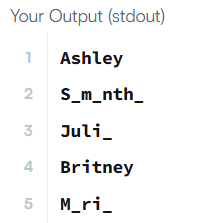 Your Output (stdout)
1 Ashley
2 S_m_nth_
3 Juli_
4 Britney
5 M_ri_